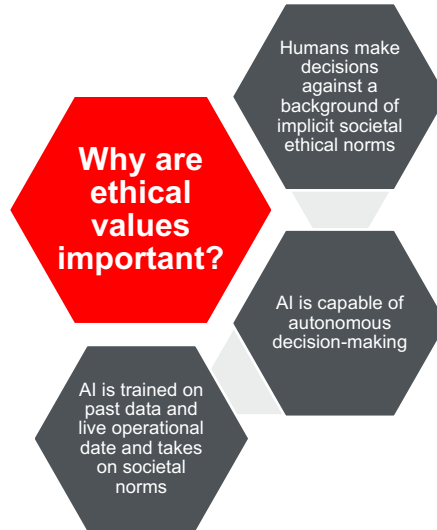 Humans make
decisions
against a
background of
implicit societal
ethical norms
Why are
ethical
values
important?
AI is capable of
autonomous
decision-making
AI is trained on
past data and
live operational
date and takes
on societal
norms